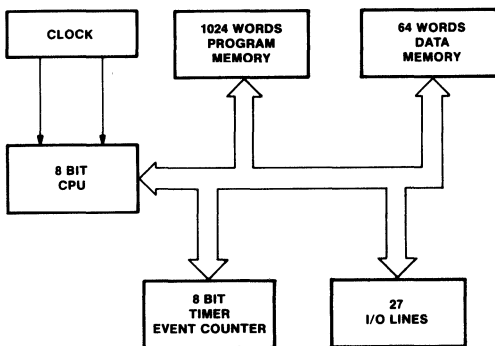 CLOCK
1024 WORDS
PROGRAM
MEMORY
64 WORDS
DATA
MEMORY
8 BIT
CPU
8 BIT
TIMER
EVENT COUNTER
27
I/O LINES